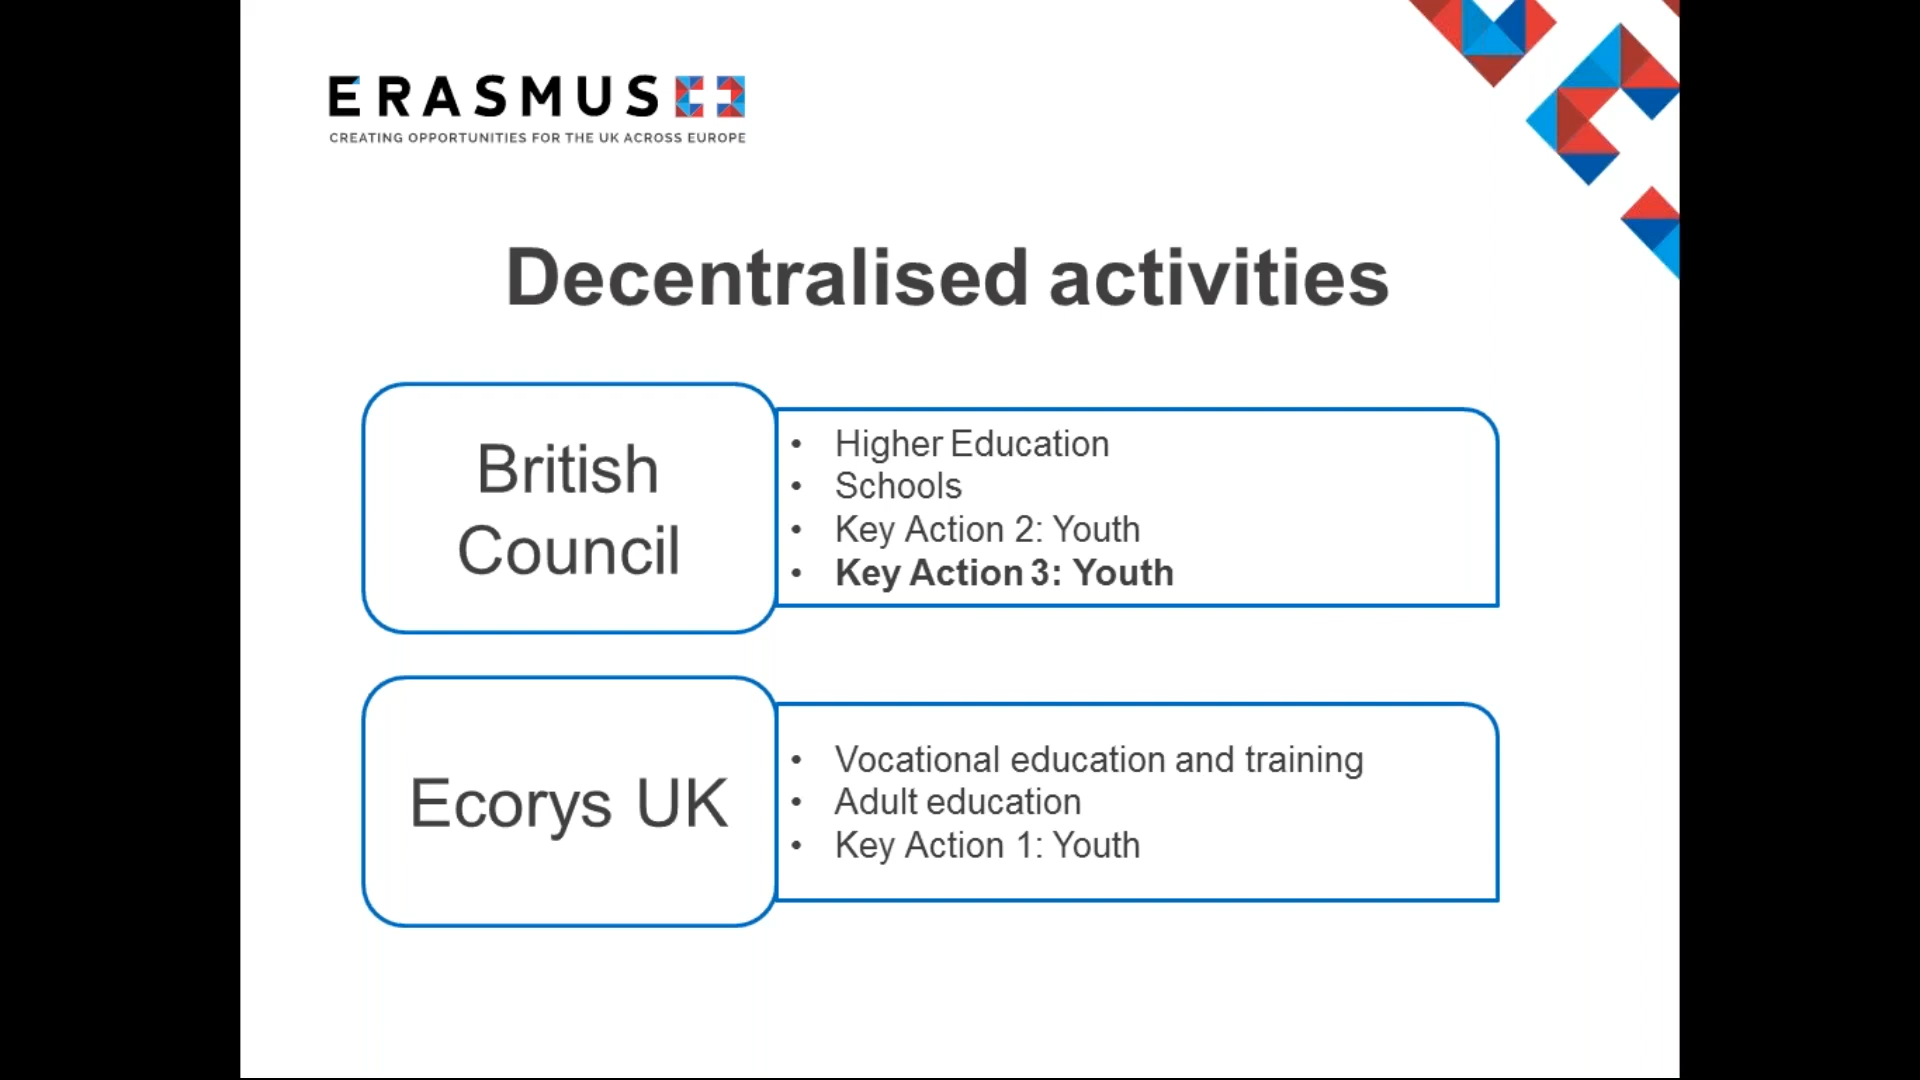 ERASMUS+
CREATING OPPORTUNITIES FOR THE UK ACROSS EUROPE
Decentralised activities
British
Council
• Higher Education
• Schools
• Key Action 2: Youth
• Key Action 3: Youth
Ecorys UK
• Vocational education and training
• Adult education
• Key Action 1: Youth